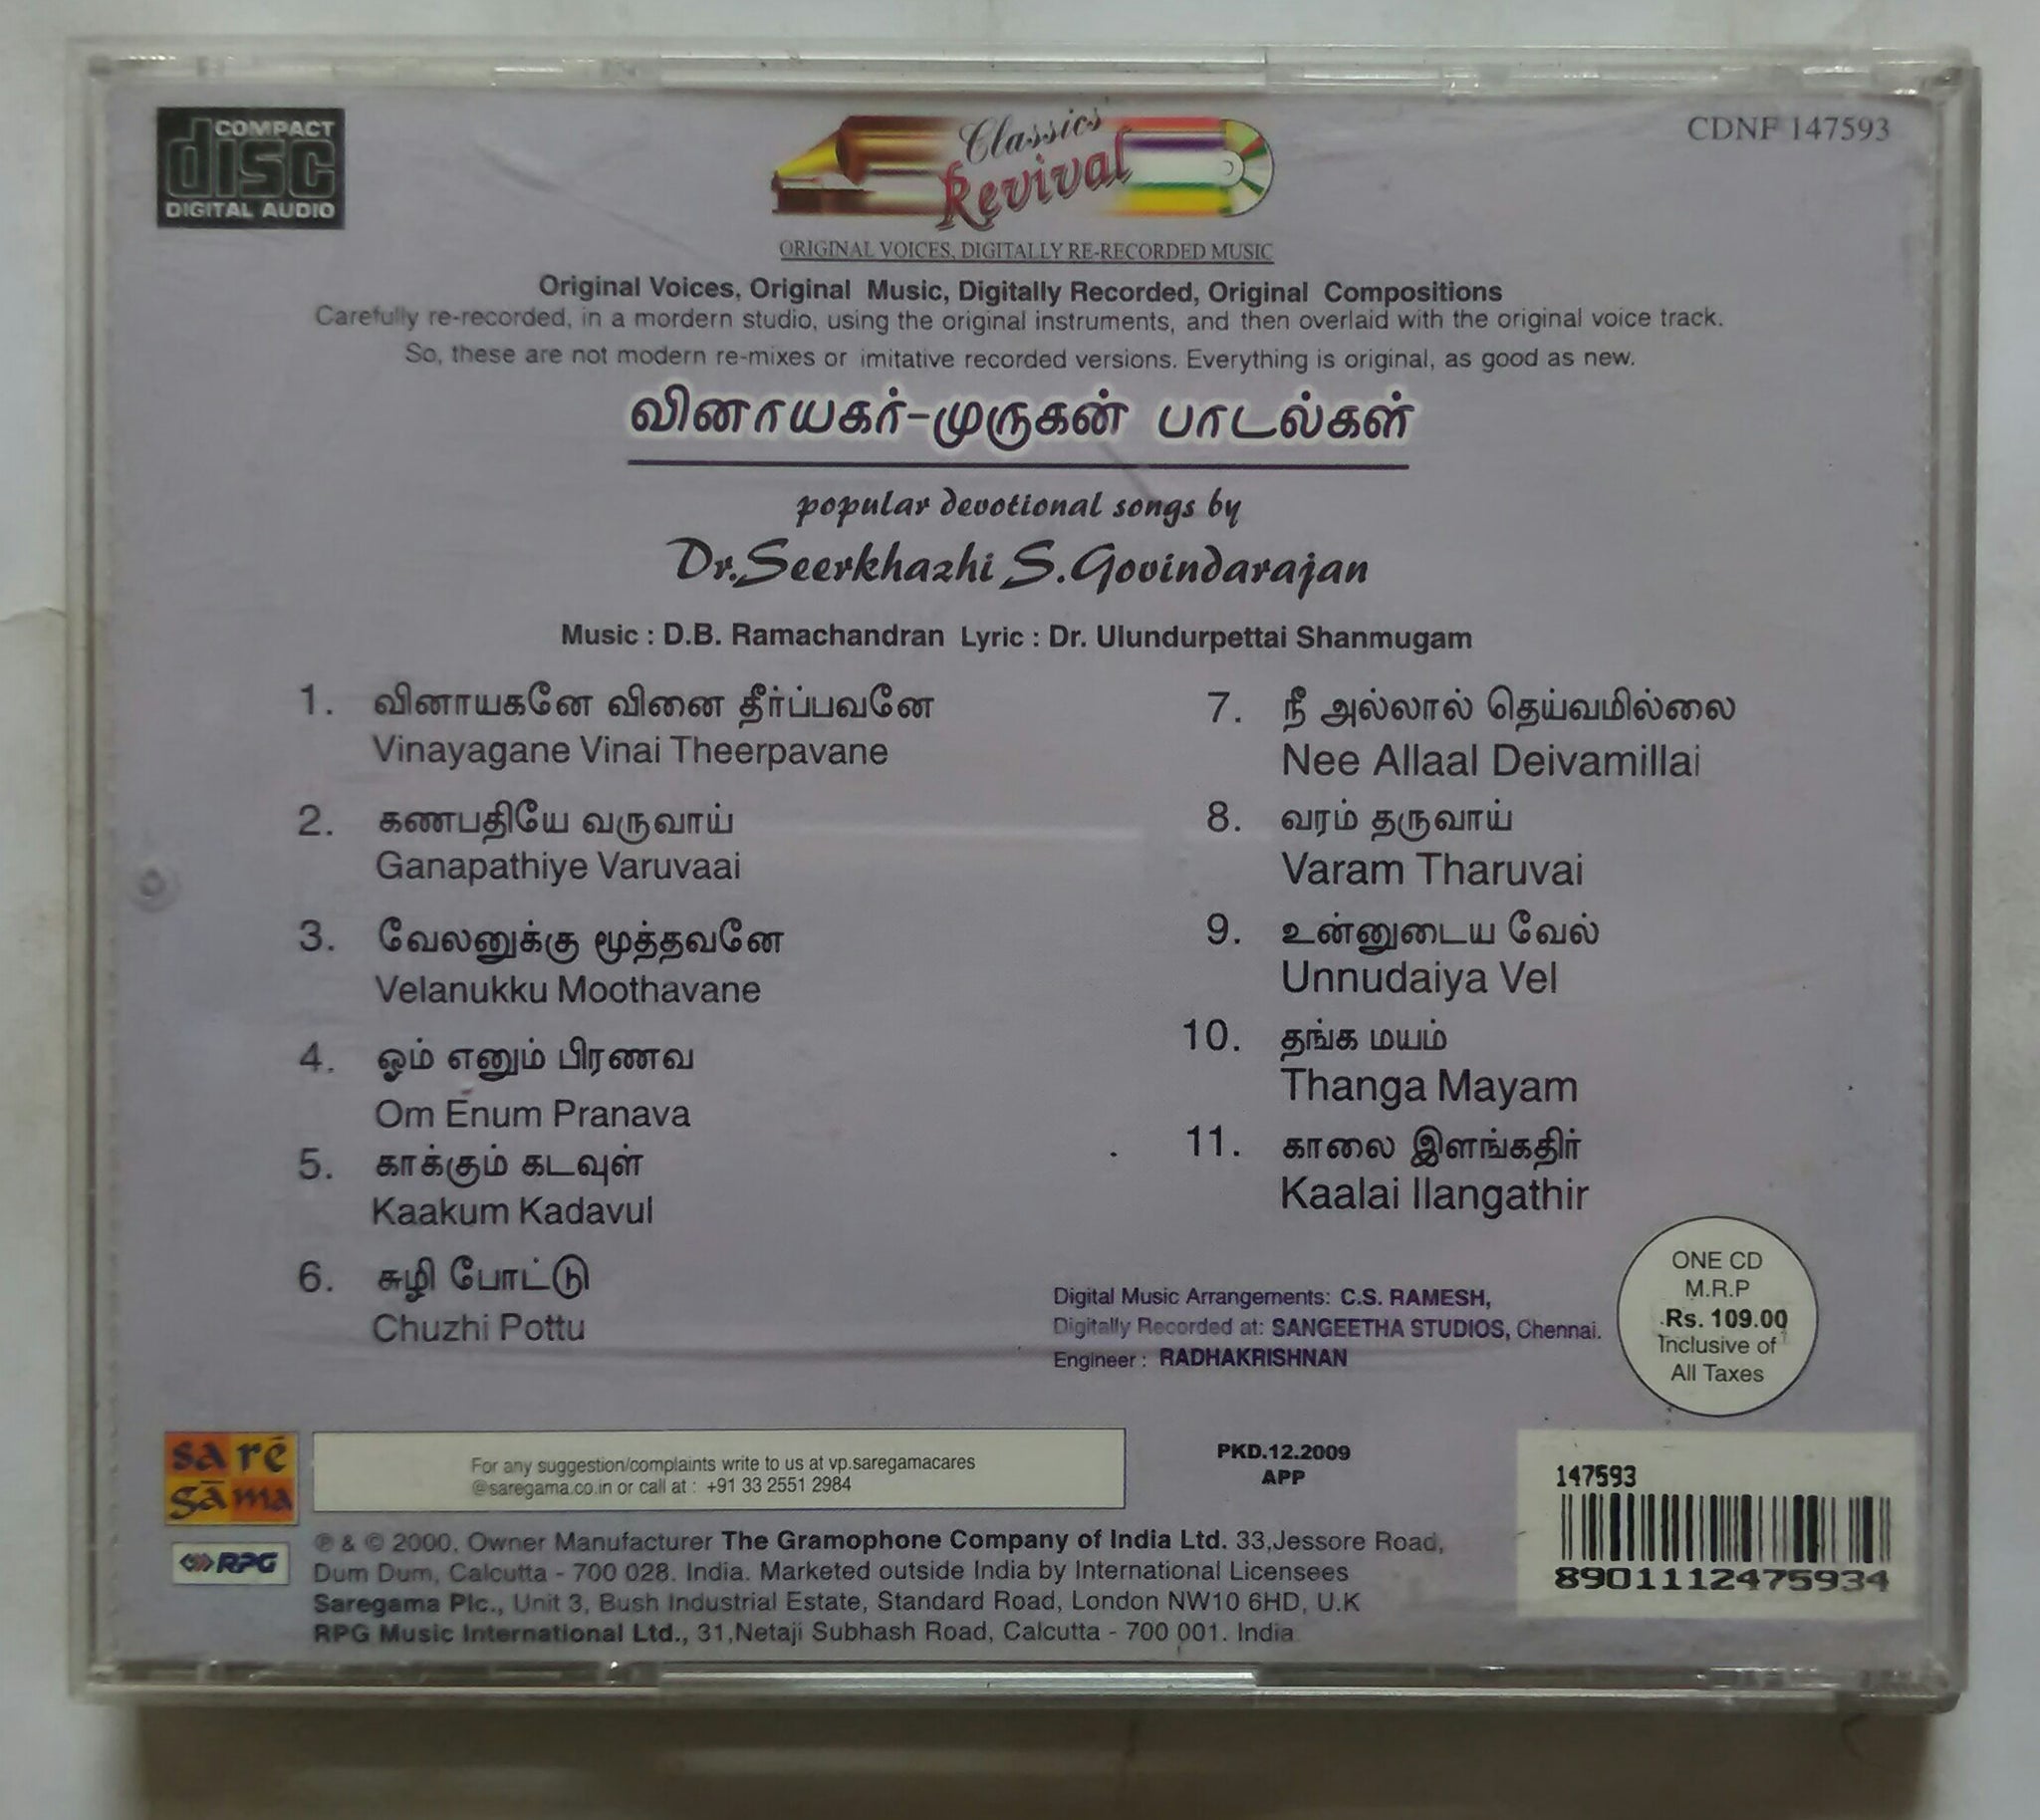 COMPACT
disc
DIGITAL AUDIO
Classics
Revival
CDNF 147593
ORIGINAL VOICES, DIGITALLY RE-RECORDED MUSIC
Original Voices, Original Music, Digitally Recorded, Original Compositions
Carefully re-recorded, in a mordern studio, using the original instruments, and then overlaid with the original voice track.
So, these are not modern re-mixes or imitative recorded versions. Everything is original, as good as new.
வினாயகர்-முருகன் பாடல்கள்
popular devotional songs by
Dr.Seerkhazhi S.Govindarajan
Music : D.B. Ramachandran Lyric : Dr. Ulundurpettai Shanmugam
1. வினாயகனே வினை தீர்ப்பவனே
Vinayagane Vinai Theerpavane
2. கணபதியே வருவாய்
Ganapathiye Varuvaai
3. வேலனுக்கு மூத்தவனே
Velanukku Moothavane
4. ஓம் எனும் பிரணவ
Om Enum Pranava
5. காக்கும் கடவுள்
Kaakum Kadavul
6. சுழி போட்டு
Chuzhi Pottu
7. நீ அல்லால் தெய்வமில்லை
Nee Allaal Deivamillai
8. வரம் தருவாய்
Varam Tharuvai
9. உன்னுடைய வேல்
Unnudaiya Vel
10. தங்க மயம்
Thanga Mayam
11. காலை இளங்கதிர்
Kaalai Ilangathir
Digital Music Arrangements: C.S. RAMESH,
Digitally Recorded at: SANGEETHA STUDIOS, Chennai.
Engineer : RADHAKRISHNAN
ONE CD
M.R.P
Rs. 109.00
Inclusive of
All Taxes
sa rē
gā ma
RPG
For any suggestion/complaints write to us at vp.saregamacares
@saregama.co.in or call at : +91 33 2551 2984
PKD.12.2009
APP
147593
8901112475934
℗ & © 2000, Owner Manufacturer The Gramophone Company of India Ltd. 33,Jessore Road,
Dum Dum, Calcutta - 700 028. India. Marketed outside India by International Licensees
Saregama Plc., Unit 3, Bush Industrial Estate, Standard Road, London NW10 6HD, U.K
RPG Music International Ltd., 31,Netaji Subhash Road, Calcutta - 700 001. India